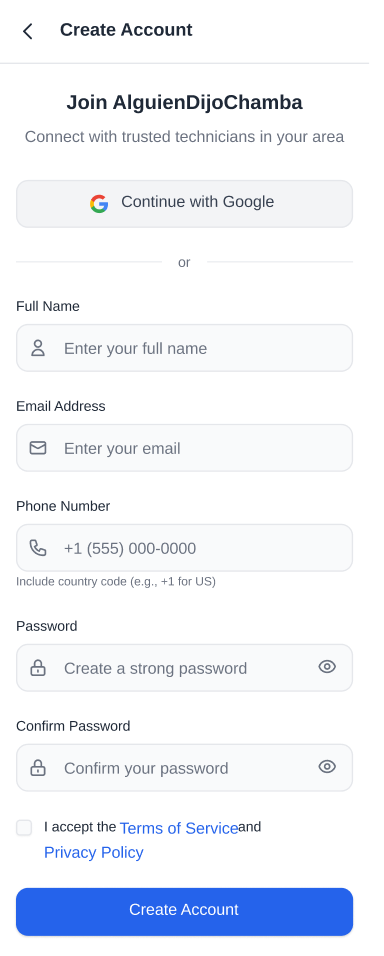 Create Account
Join AlguienDijoChamba
Connect with trusted technicians in your area
Continue with Google
or
Full Name
Enter your full name
Email Address
Enter your email
Phone Number
+1 (555) 000-0000
Include country code (e.g., +1 for US)
Password
Create a strong password
Confirm Password
Confirm your password
I accept the Terms of Serviceand
Privacy Policy
Create Account